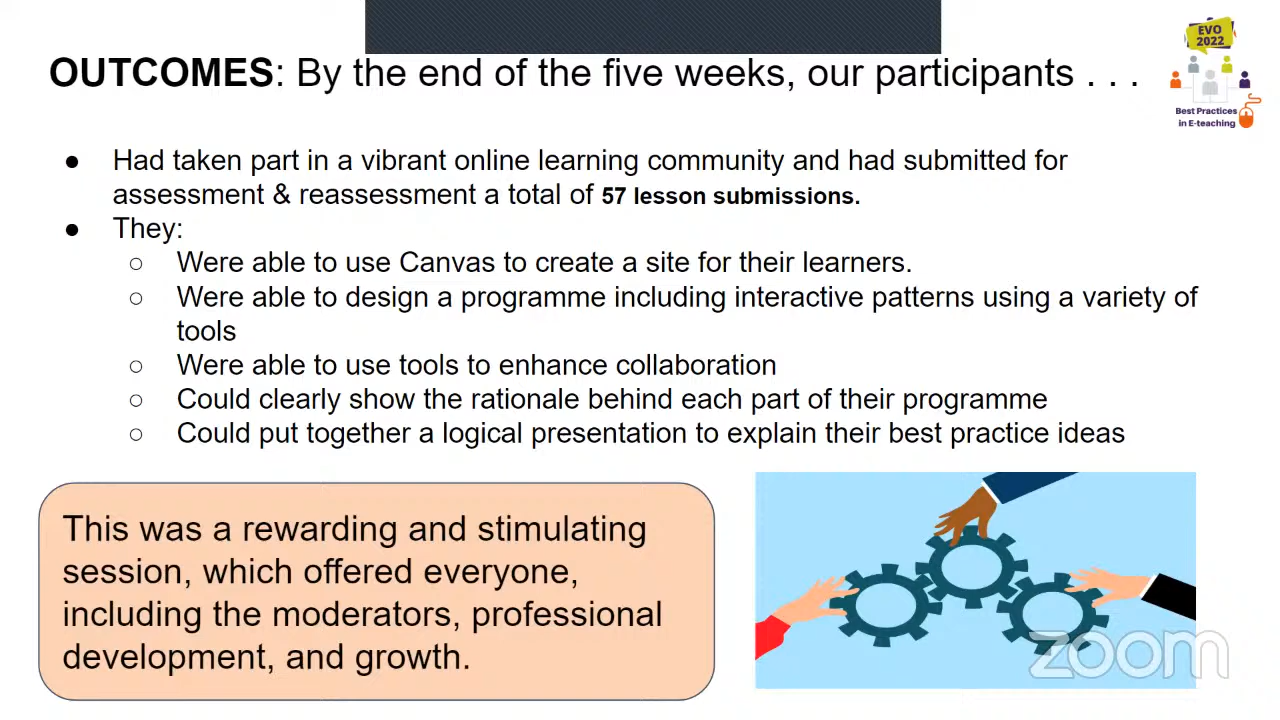 EVO
2022
OUTCOMES: By the end of the five weeks, our participants . . .
Best Practices
in E-teaching
● Had taken part in a vibrant online learning community and had submitted for
assessment & reassessment a total of 57 lesson submissions.
● They:
○ Were able to use Canvas to create a site for their learners.
○ Were able to design a programme including interactive patterns using a variety of
tools
○ Were able to use tools to enhance collaboration
○ Could clearly show the rationale behind each part of their programme
○ Could put together a logical presentation to explain their best practice ideas
This was a rewarding and stimulating
session, which offered everyone,
including the moderators, professional
development, and growth.
zoom